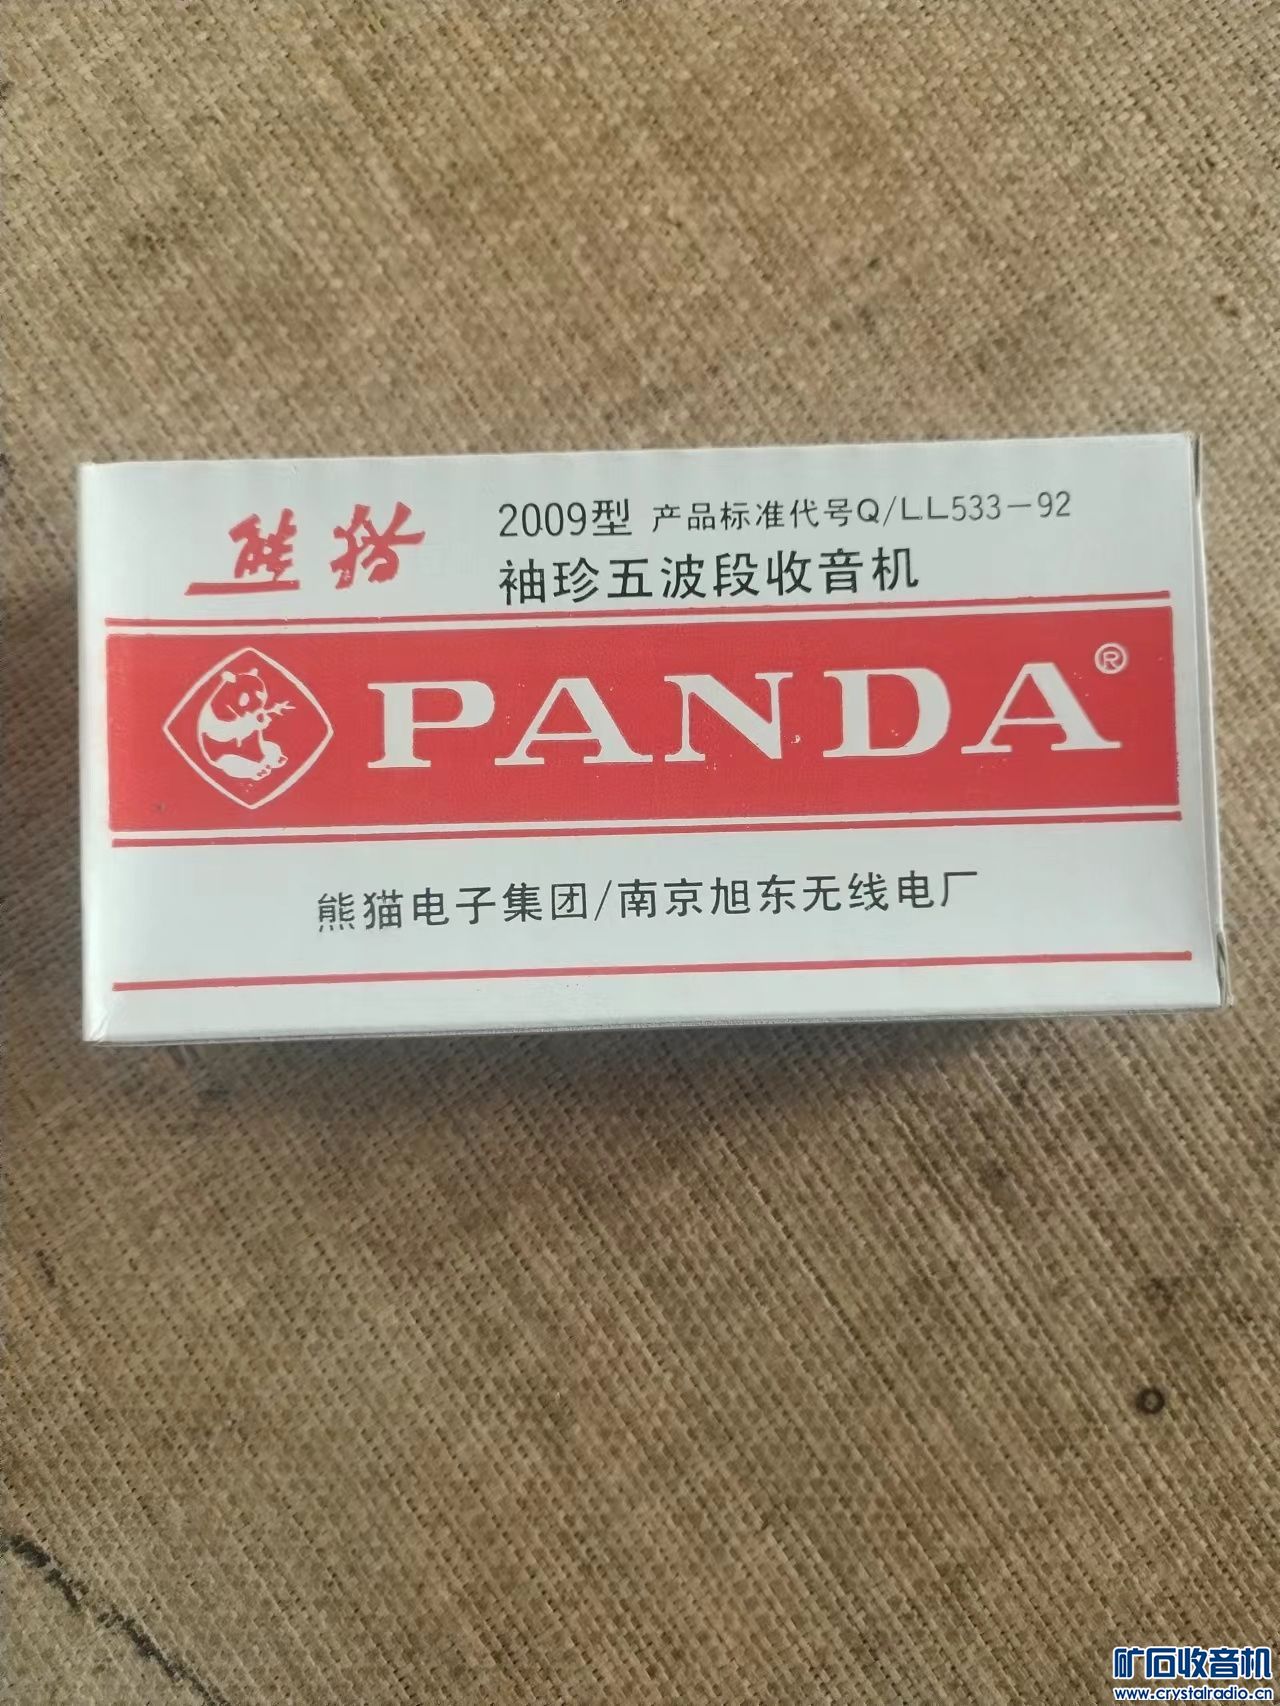 熊猫
2009型 产品标准代号Q/LL533-92
袖珍五波段收音机
PANDA®
熊猫电子集团/南京旭东无线电厂
矿石收音机
www.crystalradio.cn